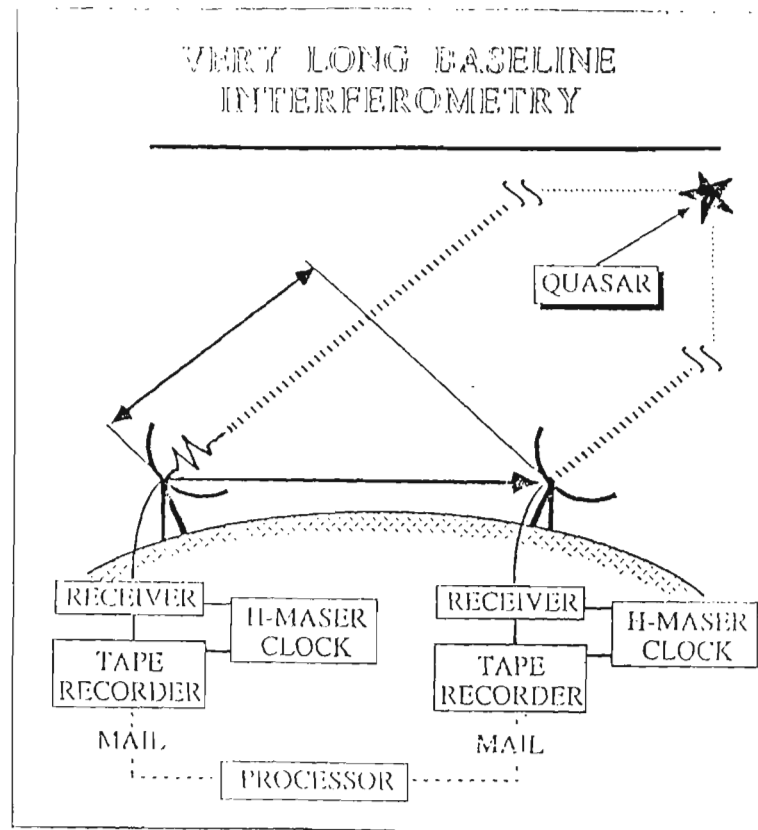 VERY LONG BASELINE
INTERFEROMETRY
QUASAR
RECEIVER
H-MASER
CLOCK
TAPE
RECORDER
MAIL
RECEIVER
H-MASER
CLOCK
TAPE
RECORDER
MAIL
PROCESSOR